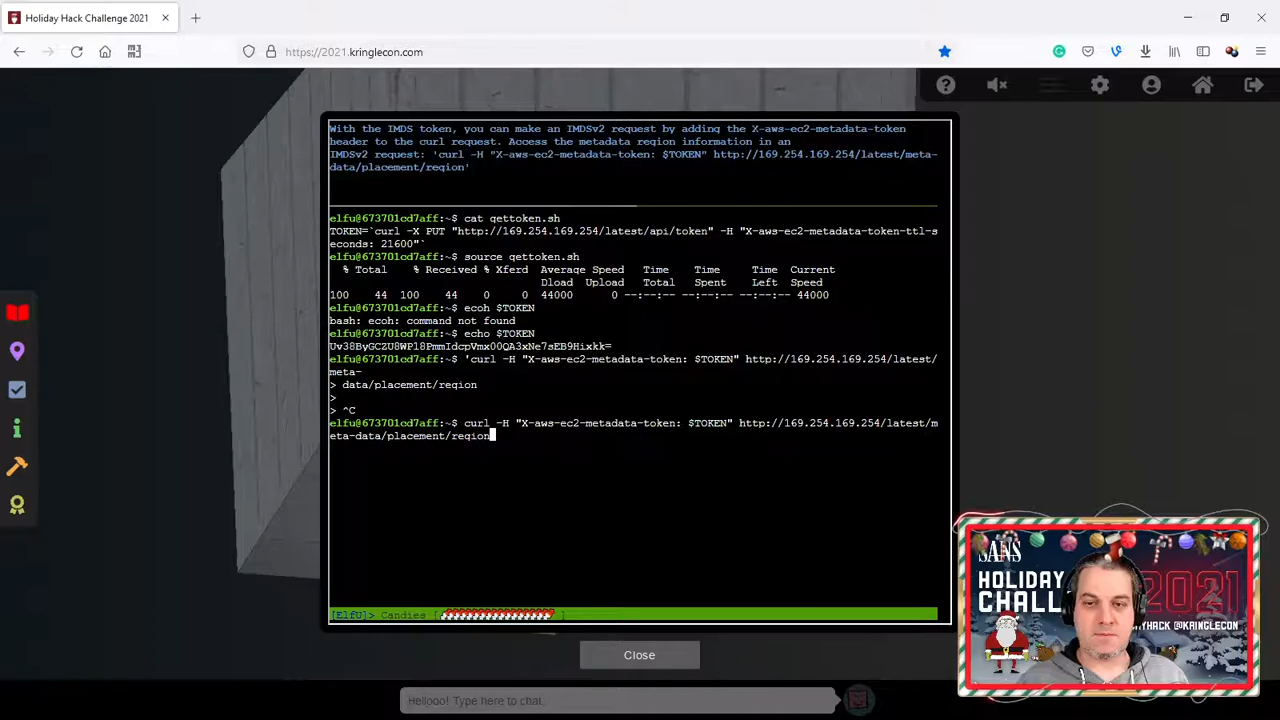 Holiday Hack Challenge 2021
https://2021.kringlecon.com
With the IMDS token, you can make an IMDSv2 request by adding the X-aws-ec2-metadata-token
header to the curl request. Access the metadata region information in an
IMDSv2 request: 'curl -H "X-aws-ec2-metadata-token: $TOKEN" http://169.254.169.254/latest/meta-
data/placement/region'
elfu@673701cd7aff:~$ cat gettoken.sh
TOKEN=`curl -X PUT "http://169.254.169.254/latest/api/token" -H "X-aws-ec2-metadata-token-ttl-s
econds: 21600"`
elfu@673701cd7aff:~$ source gettoken.sh
% Total % Received % Xferd Average Speed Time Time Time Current
Dload Upload Total Spent Left Speed
100 44 100 44 0 0 44000 0 --:--:-- --:--:-- --:--:-- 44000
elfu@673701cd7aff:~$ ecoh $TOKEN
bash: ecoh: command not found
elfu@673701cd7aff:~$ echo $TOKEN
Uv38ByGCZU8WPl8PmmIdcpVmx00QA3xNe7sEB9Hixkk=
elfu@673701cd7aff:~$ 'curl -H "X-aws-ec2-metadata-token: $TOKEN" http://169.254.169.254/latest/
meta-
> data/placement/region
>
> ^C
elfu@673701cd7aff:~$ curl -H "X-aws-ec2-metadata-token: $TOKEN" http://169.254.169.254/latest/m
eta-data/placement/region
[ElfU]> Candies [ ]
Close
Hellooo! Type here to chat.
SANS
HOLIDAY
CHALL
2021
YHACK @KRINGLECON